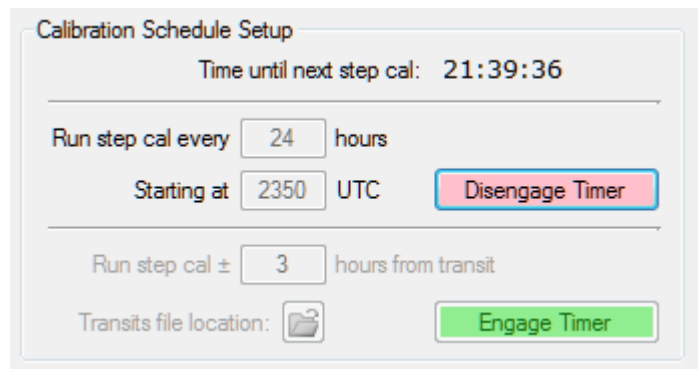 Calibration Schedule Setup
Time until next step cal: 21:39:36
Run step cal every 24 hours
Starting at 2350 UTC Disengage Timer
Run step cal ± 3 hours from transit
Transits file location: Engage Timer